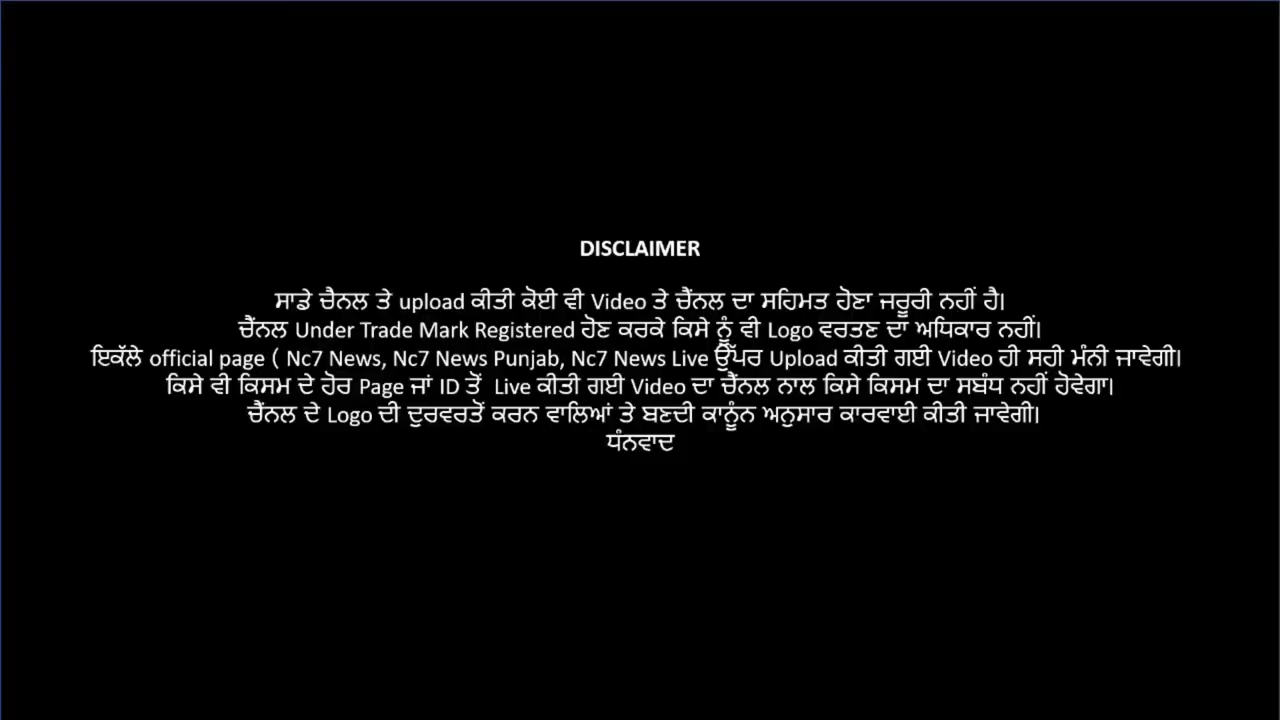 DISCLAIMER
ਸਾਡੇ ਚੈਨਲ ਤੇ upload ਕੀਤੀ ਕੋਈ ਵੀ Video ਤੇ ਚੈਂਨਲ ਦਾ ਸਹਿਮਤ ਹੋਣਾ ਜਰੂਰੀ ਨਹੀਂ ਹੈ।
ਚੈਂਨਲ Under Trade Mark Registered ਹੋਣ ਕਰਕੇ ਕਿਸੇ ਨੂੰ ਵੀ Logo ਵਰਤਣ ਦਾ ਅਧਿਕਾਰ ਨਹੀਂ।
ਇਕੱਲੇ official page ( Nc7 News, Nc7 News Punjab, Nc7 News Live ਉੱਪਰ Upload ਕੀਤੀ ਗਈ Video ਹੀ ਸਹੀ ਮੰਨੀ ਜਾਵੇਗੀ।
ਕਿਸੇ ਵੀ ਕਿਸਮ ਦੇ ਹੋਰ Page ਜਾਂ ID ਤੋਂ Live ਕੀਤੀ ਗਈ Video ਦਾ ਚੈਂਨਲ ਨਾਲ ਕਿਸੇ ਕਿਸਮ ਦਾ ਸਬੰਧ ਨਹੀਂ ਹੋਵੇਗਾ।
ਚੈਂਨਲ ਦੇ Logo ਦੀ ਦੁਰਵਰਤੋਂ ਕਰਨ ਵਾਲਿਆਂ ਤੇ ਬਣਦੀ ਕਾਨੂੰਨ ਅਨੁਸਾਰ ਕਾਰਵਾਈ ਕੀਤੀ ਜਾਵੇਗੀ।
ਧੰਨਵਾਦ